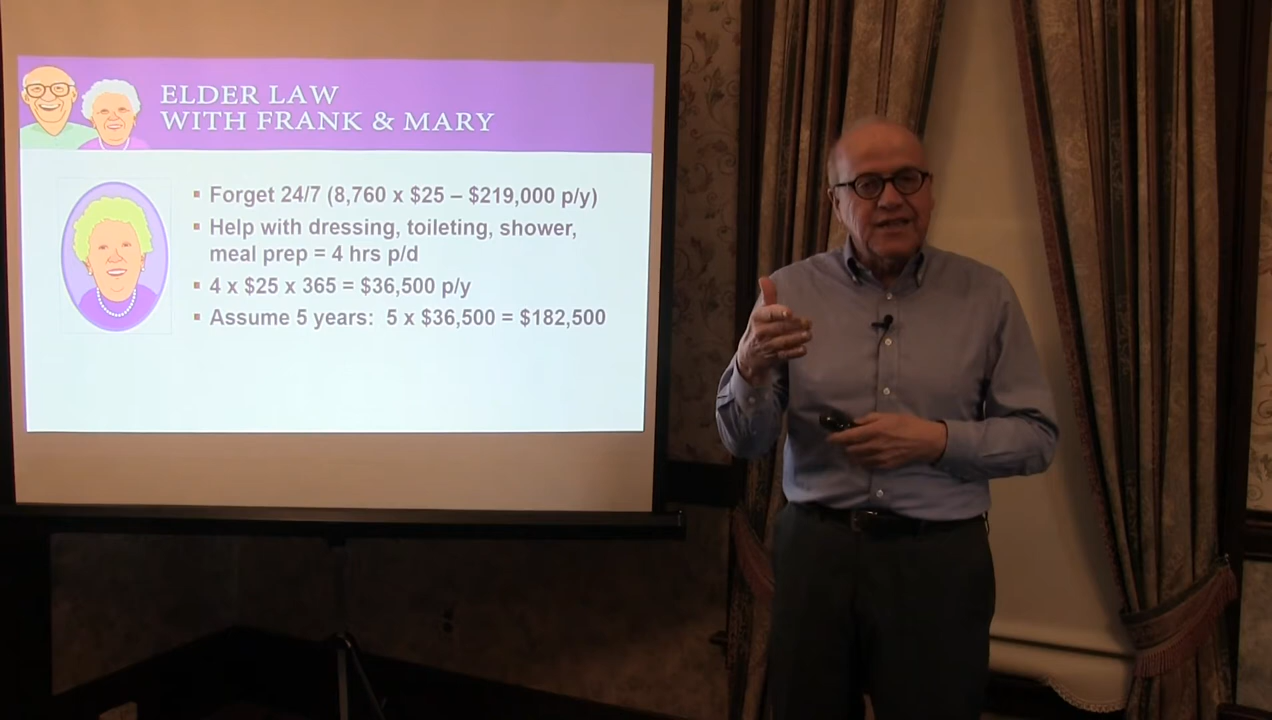 ELDER LAW
WITH FRANK & MARY
▪ Forget 24/7 (8,760 x $25 – $219,000 p/y)
▪ Help with dressing, toileting, shower,
meal prep = 4 hrs p/d
▪ 4 x $25 x 365 = $36,500 p/y
▪ Assume 5 years: 5 x $36,500 = $182,500